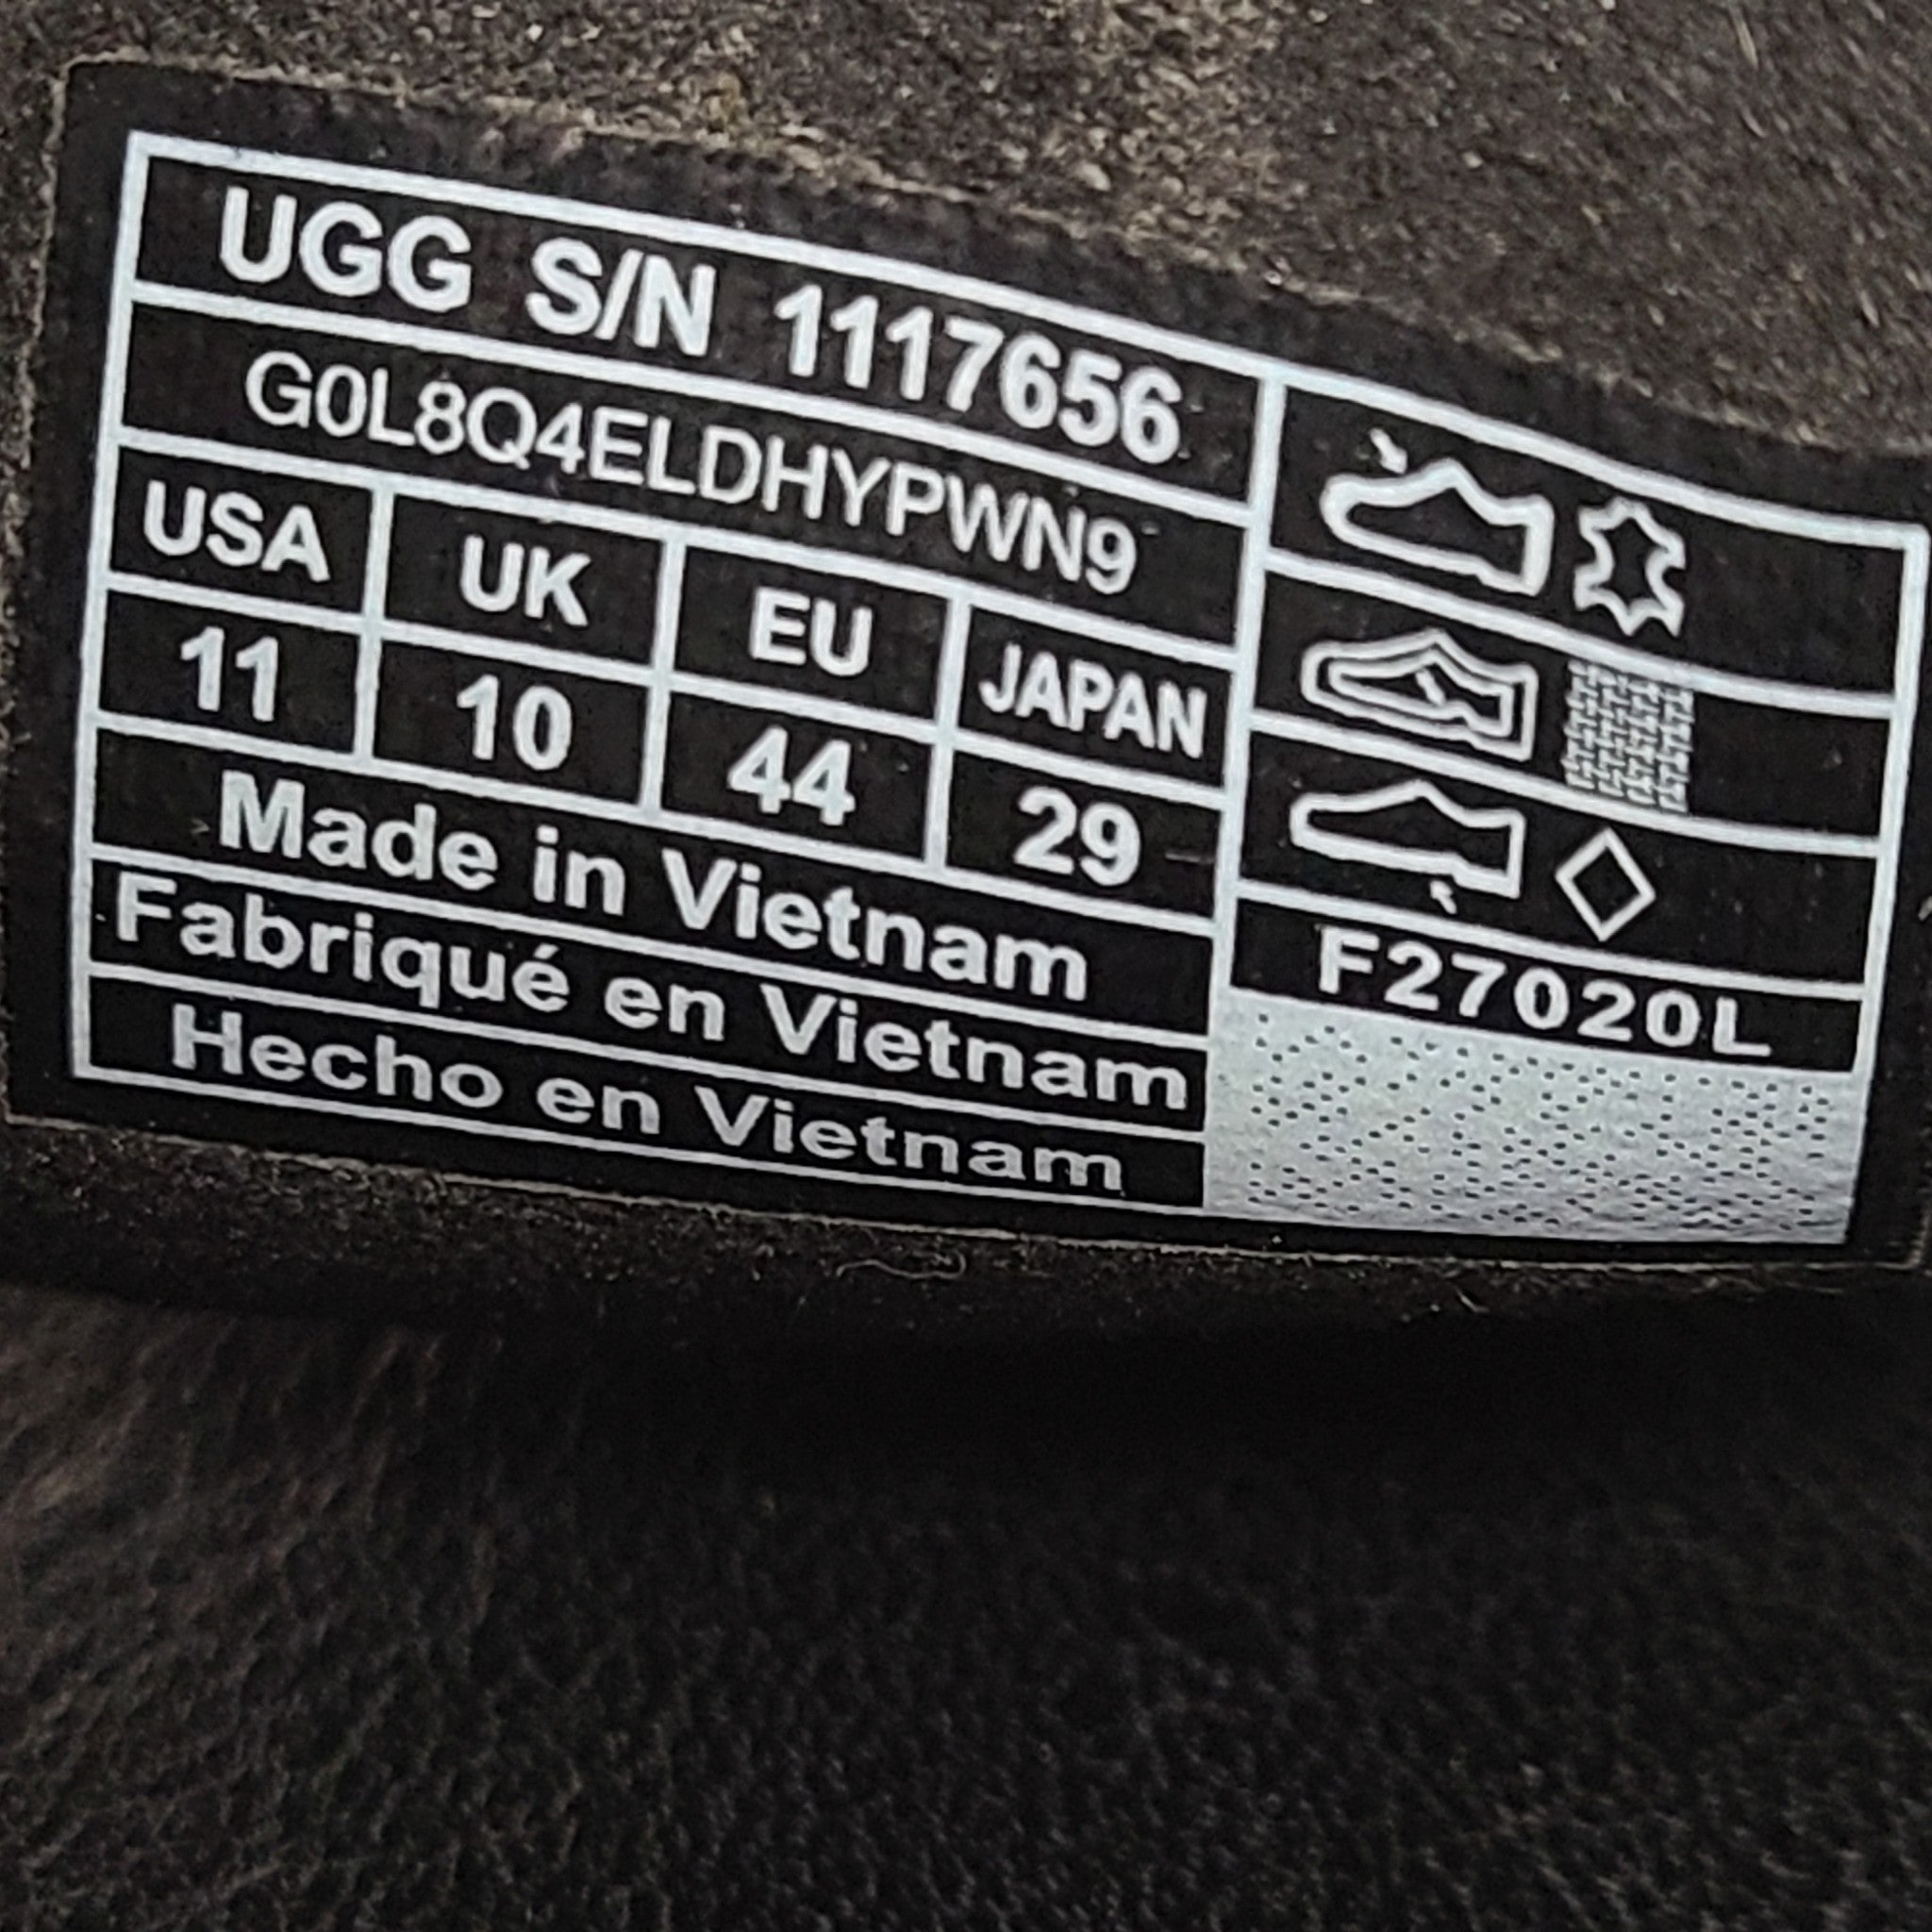 UGG S/N 1117656
G0L8Q4ELDHYPWN9
USA UK EU JAPAN
11 10 44 29
Made in Vietnam
Fabriqué en Vietnam
Hecho en Vietnam
F27020L